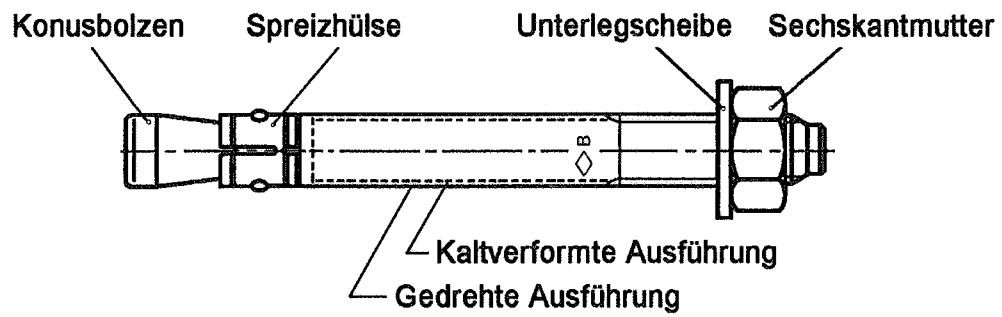 Konusbolzen Spreizhülse Unterlegscheibe Sechskantmutter
B
Kaltverformte Ausführung
Gedrehte Ausführung